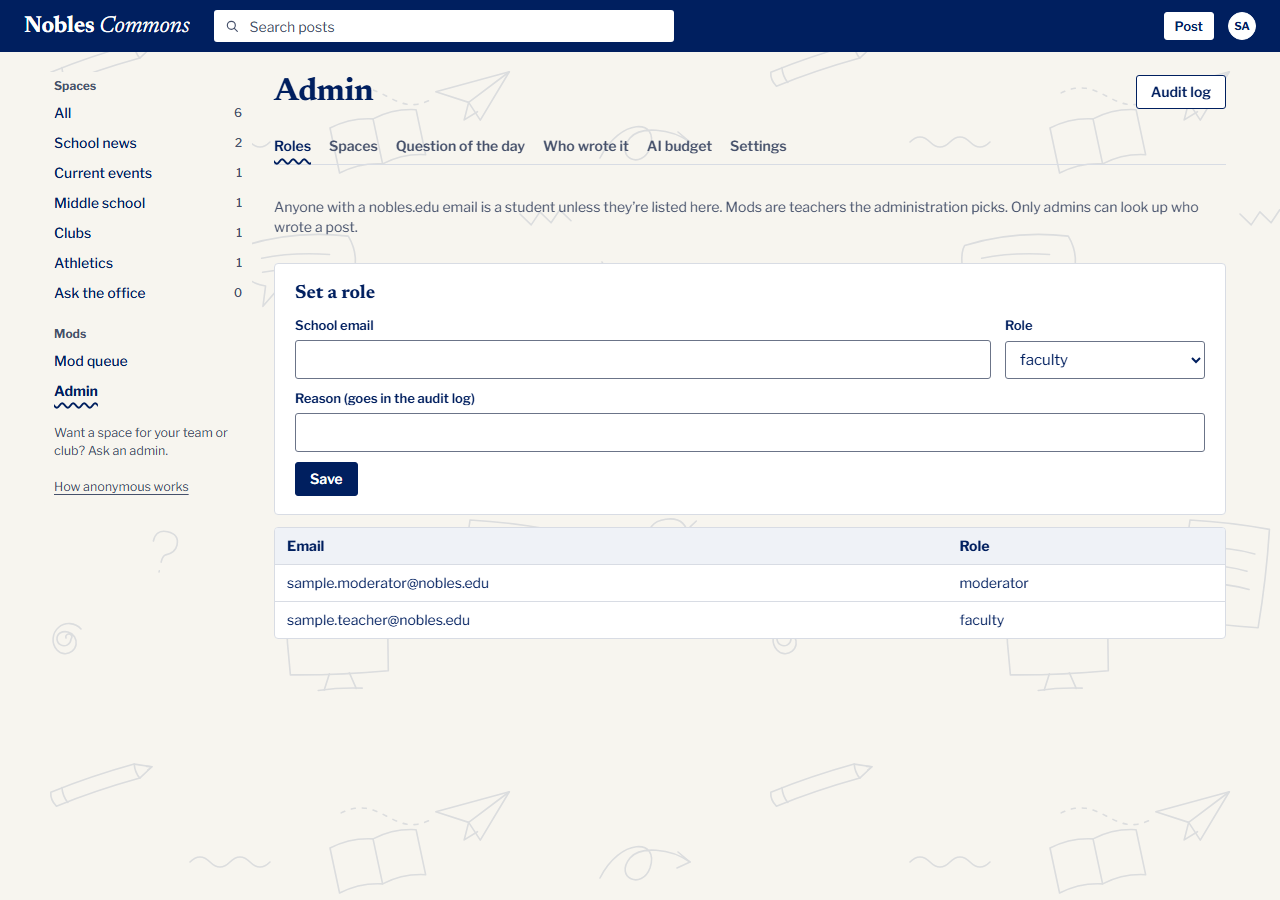 Nobles Commons
Search posts
Post
SA
Spaces
All 6
School news 2
Current events 1
Middle school 1
Clubs 1
Athletics 1
Ask the office 0
Mods
Mod queue
Admin
Want a space for your team or
club? Ask an admin.
How anonymous works
Admin
Audit log
Roles Spaces Question of the day Who wrote it AI budget Settings
Anyone with a nobles.edu email is a student unless they’re listed here. Mods are teachers the administration picks. Only admins can look up who
wrote a post.
Set a role
School email Role
faculty
Reason (goes in the audit log)
Save
Email Role
sample.moderator@nobles.edu moderator
sample.teacher@nobles.edu faculty